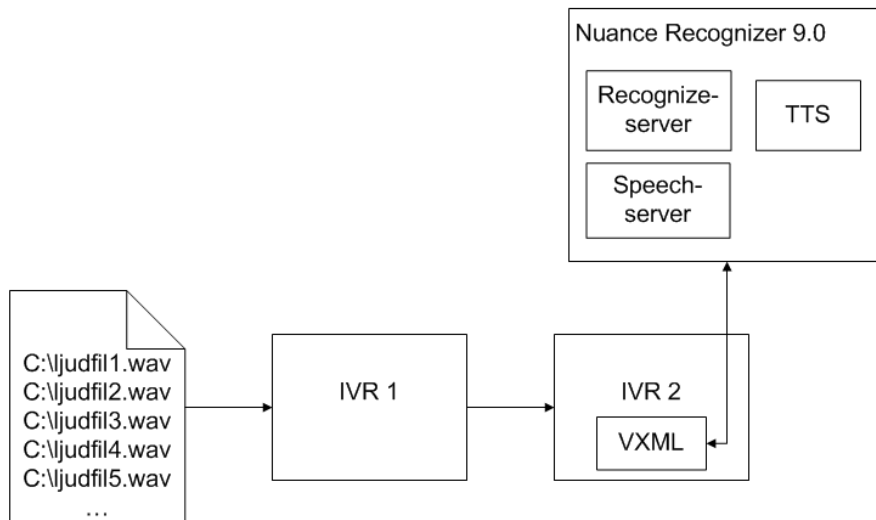 Nuance Recognizer 9.0
Recognize-
server
TTS
Speech-
server
C:\ljudfil1.wav
C:\ljudfil2.wav
C:\ljudfil3.wav
C:\ljudfil4.wav
C:\ljudfil5.wav
...
IVR 1
IVR 2
VXML